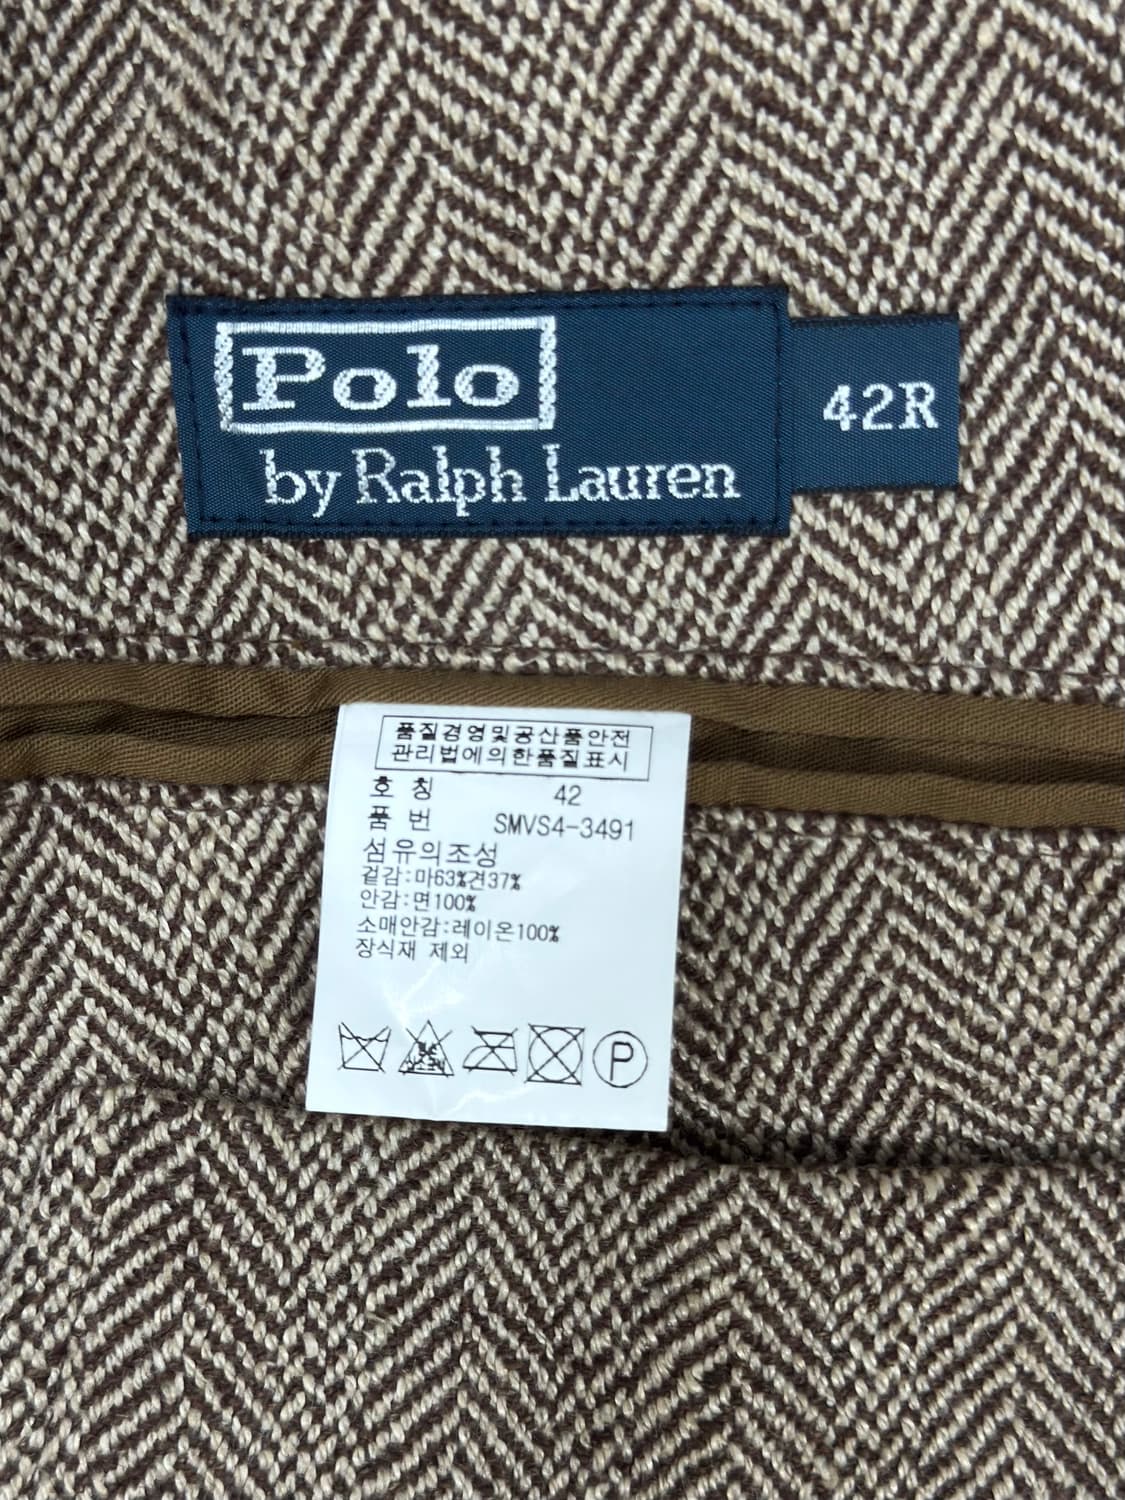 Polo
by Ralph Lauren
42R
품질경영및공산품안전
관리법에의한품질표시
호 칭 42
품 번 SMVS4-3491
섬유의조성
겉감:마63%견37%
안감:면100%
소매안감:레이온100%
장식재 제외
P